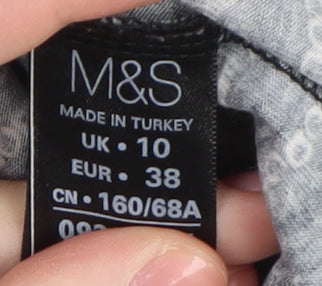 M&S
MADE IN TURKEY
UK • 10
EUR • 38
CN • 160/68A